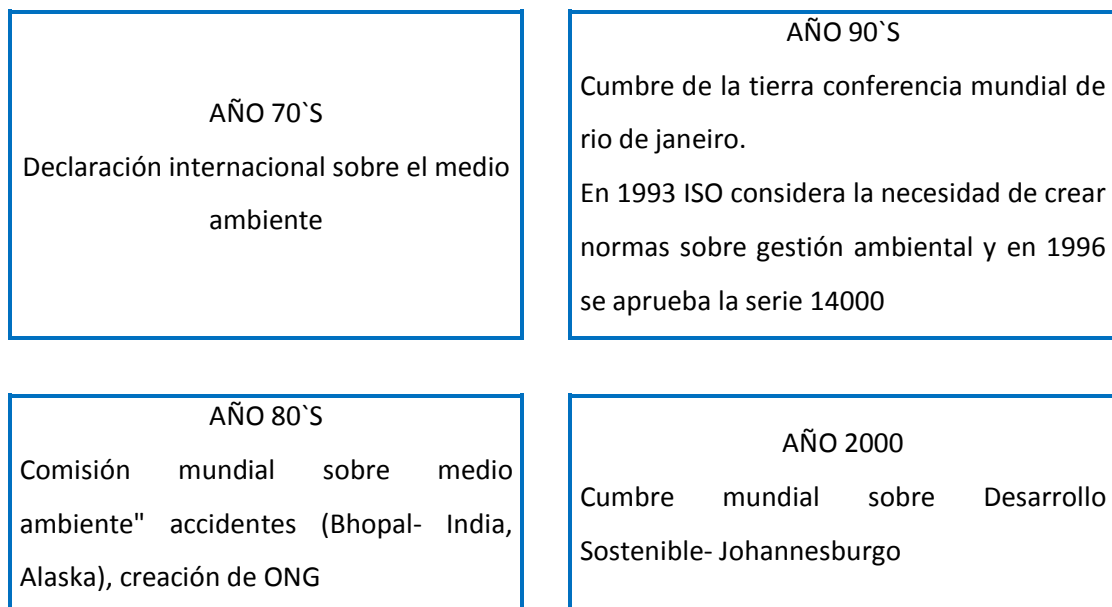 AÑO 70`S
Declaración internacional sobre el medio
ambiente
AÑO 80`S
Comisión mundial sobre medio
ambiente" accidentes (Bhopal- India,
Alaska), creación de ONG
AÑO 90`S
Cumbre de la tierra conferencia mundial de
rio de janeiro.
En 1993 ISO considera la necesidad de crear
normas sobre gestión ambiental y en 1996
se aprueba la serie 14000
AÑO 2000
Cumbre mundial sobre Desarrollo
Sostenible- Johannesburgo